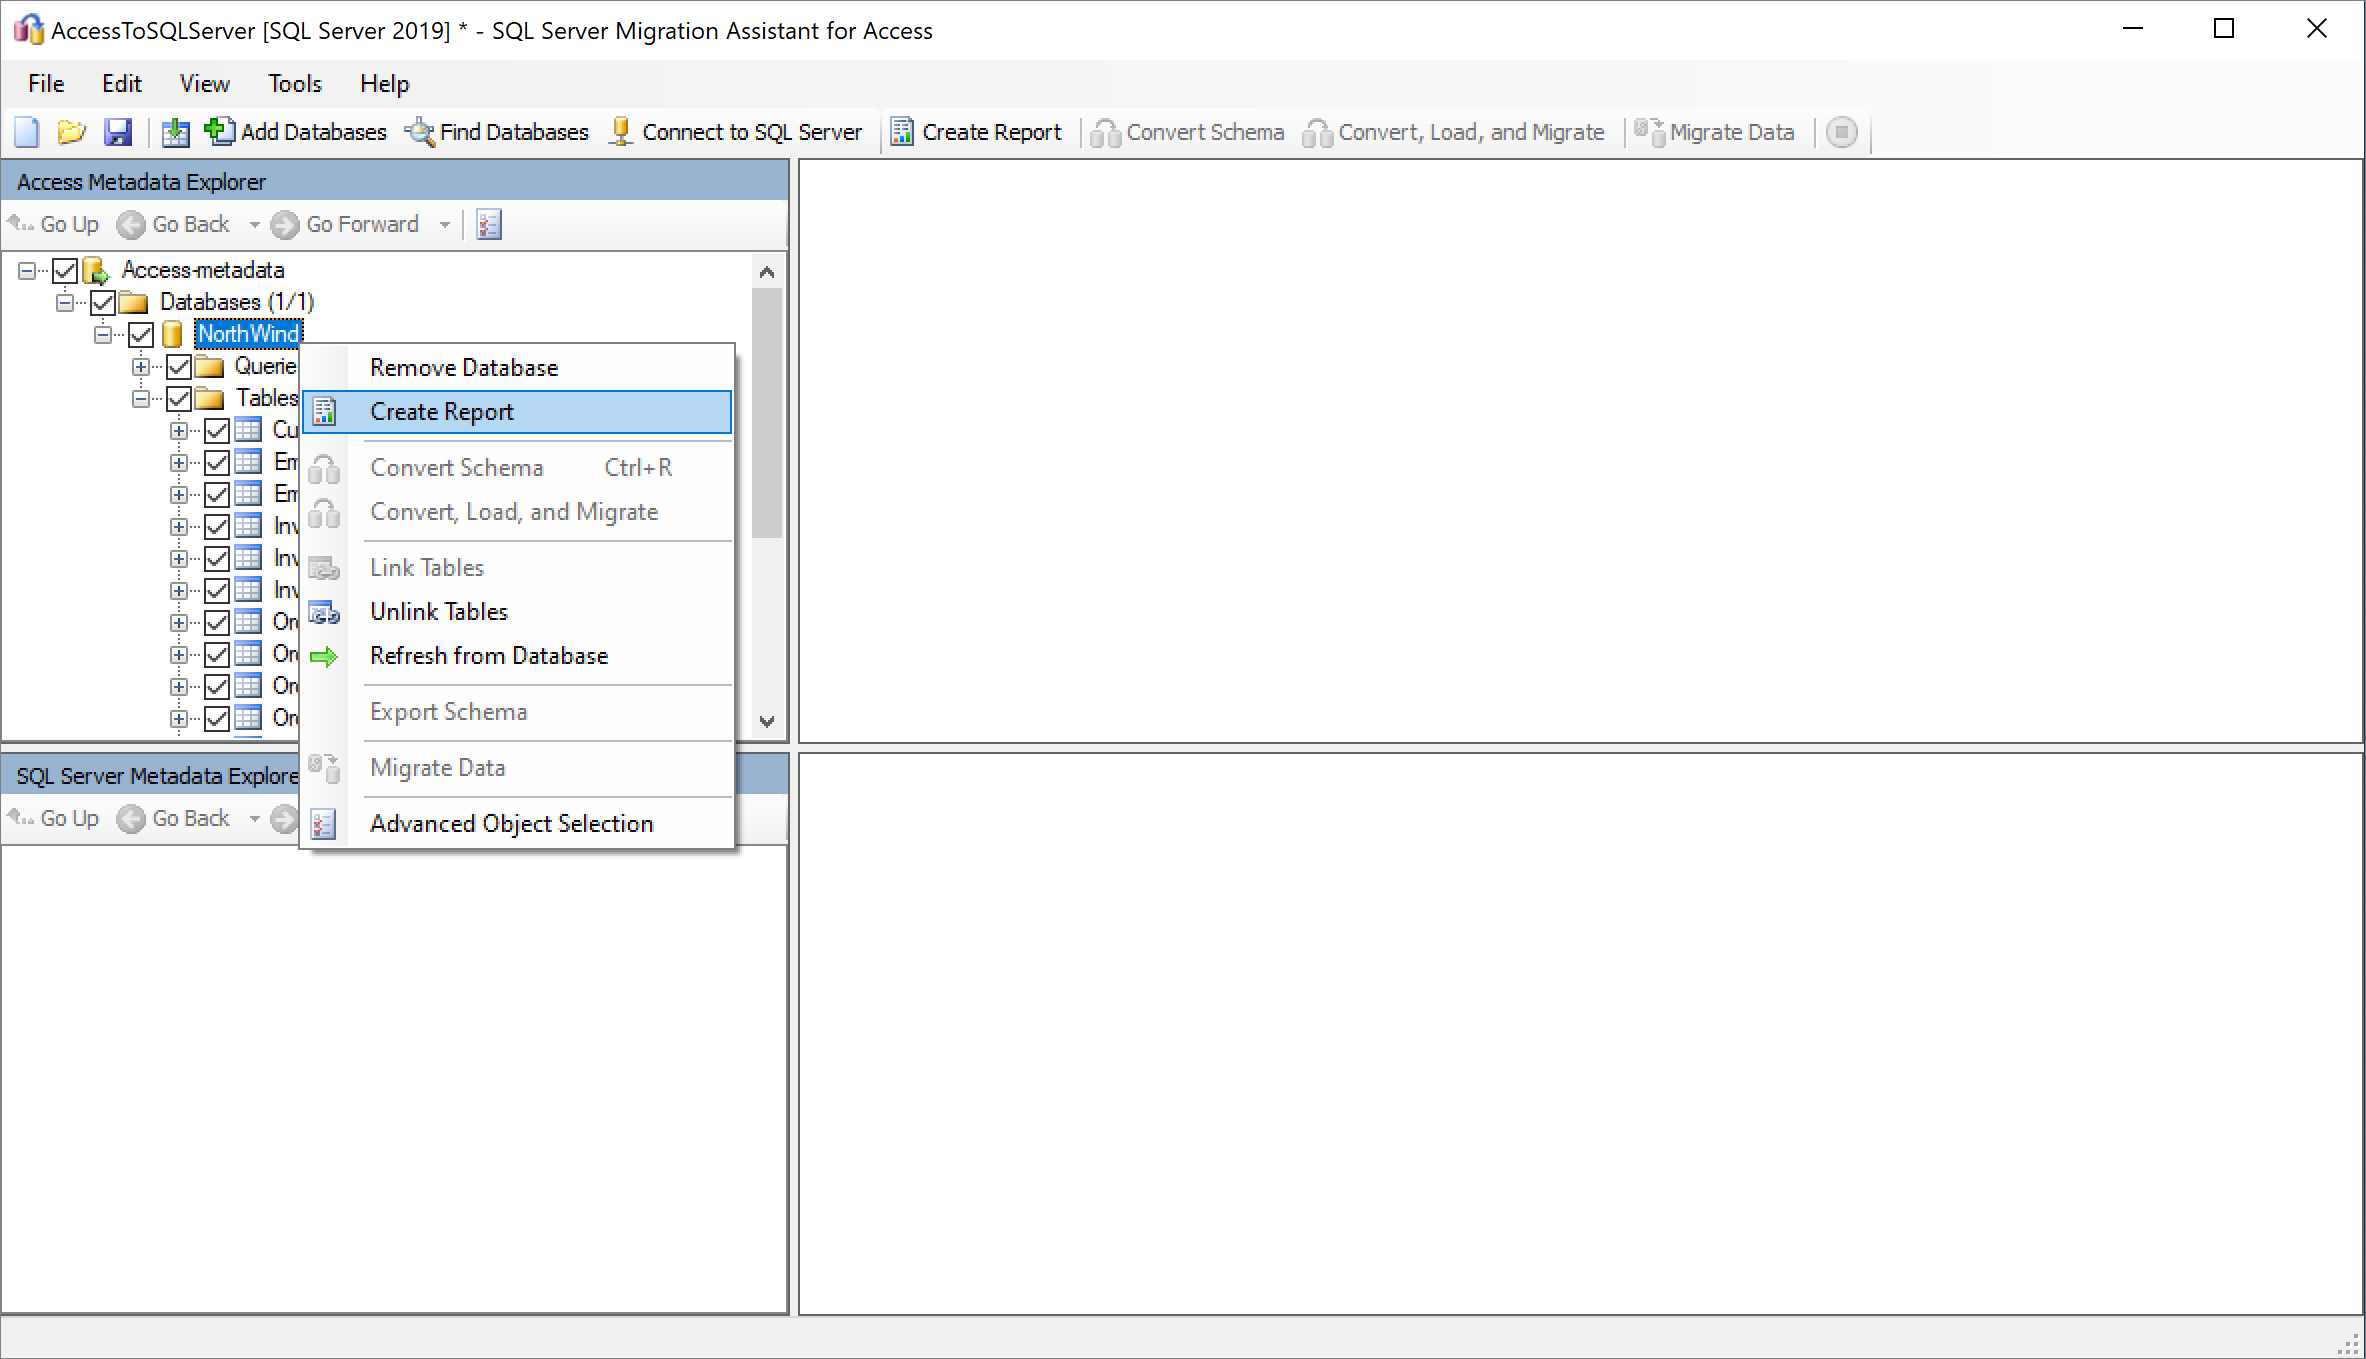 AccessToSQLServer [SQL Server 2019] * - SQL Server Migration Assistant for Access
File Edit View Tools Help
Add Databases Find Databases Connect to SQL Server Create Report Convert Schema Convert, Load, and Migrate Migrate Data
Access Metadata Explorer
Go Up Go Back Go Forward
Access-metadata
Databases (1/1)
NorthWind
Querie
Tables
Cu
Em
Em
Inv
Inv
Inv
Ord
Ord
Ord
Ord
Remove Database
Create Report
Convert Schema Ctrl+R
Convert, Load, and Migrate
Link Tables
Unlink Tables
Refresh from Database
Export Schema
Migrate Data
Advanced Object Selection
SQL Server Metadata Explore
Go Up Go Back